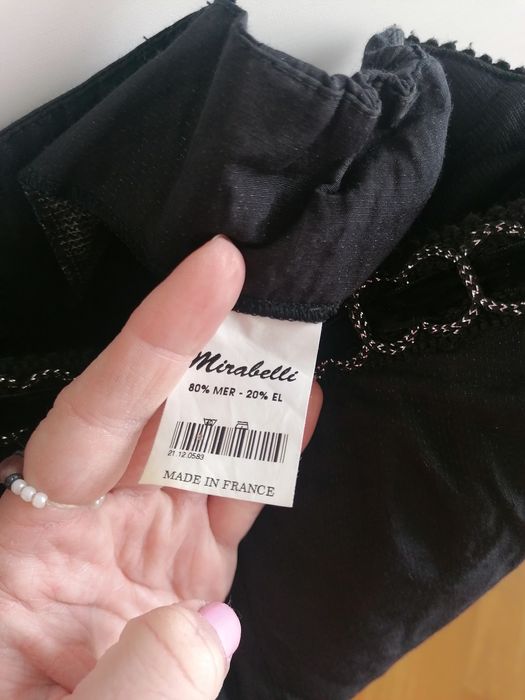 Mirabelli
80% MER - 20% EL
21.12.0583
MADE IN FRANCE